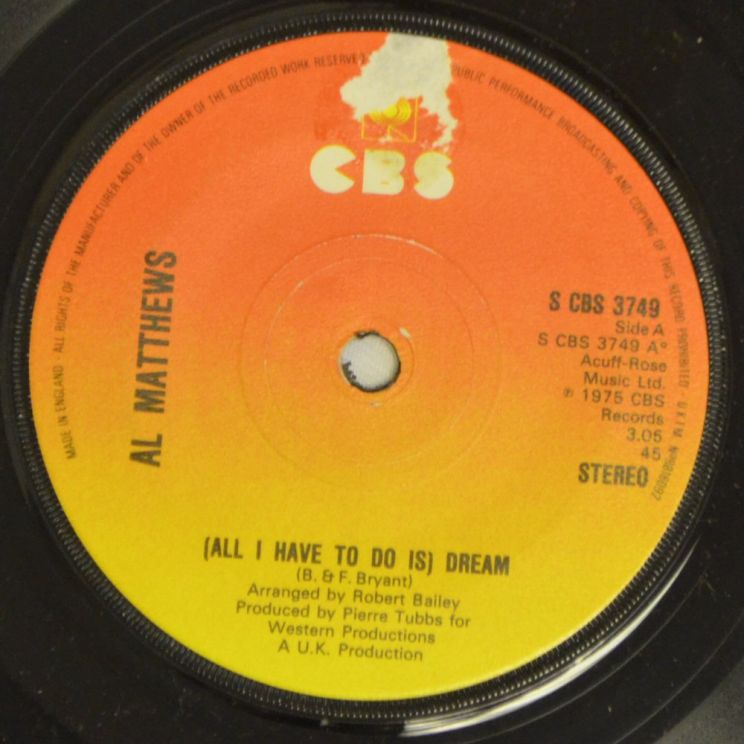 MADE IN ENGLAND · ALL RIGHTS OF THE MANUFACTURER AND OF THE OWNER OF THE RECORDED WORK RESERVED
PUBLIC PERFORMANCE BROADCASTING AND COPYING OF THIS RECORD PROHIBITED · U.K.I.M.
CBS
AL MATTHEWS
S CBS 3749
Side A
S CBS 3749 A°
Acuff-Rose
Music Ltd.
℗ 1975 CBS
Records
3.05
45
STEREO
(ALL I HAVE TO DO IS) DREAM
(B. & F. Bryant)
Arranged by Robert Bailey
Produced by Pierre Tubbs for
Western Productions
A U.K. Production